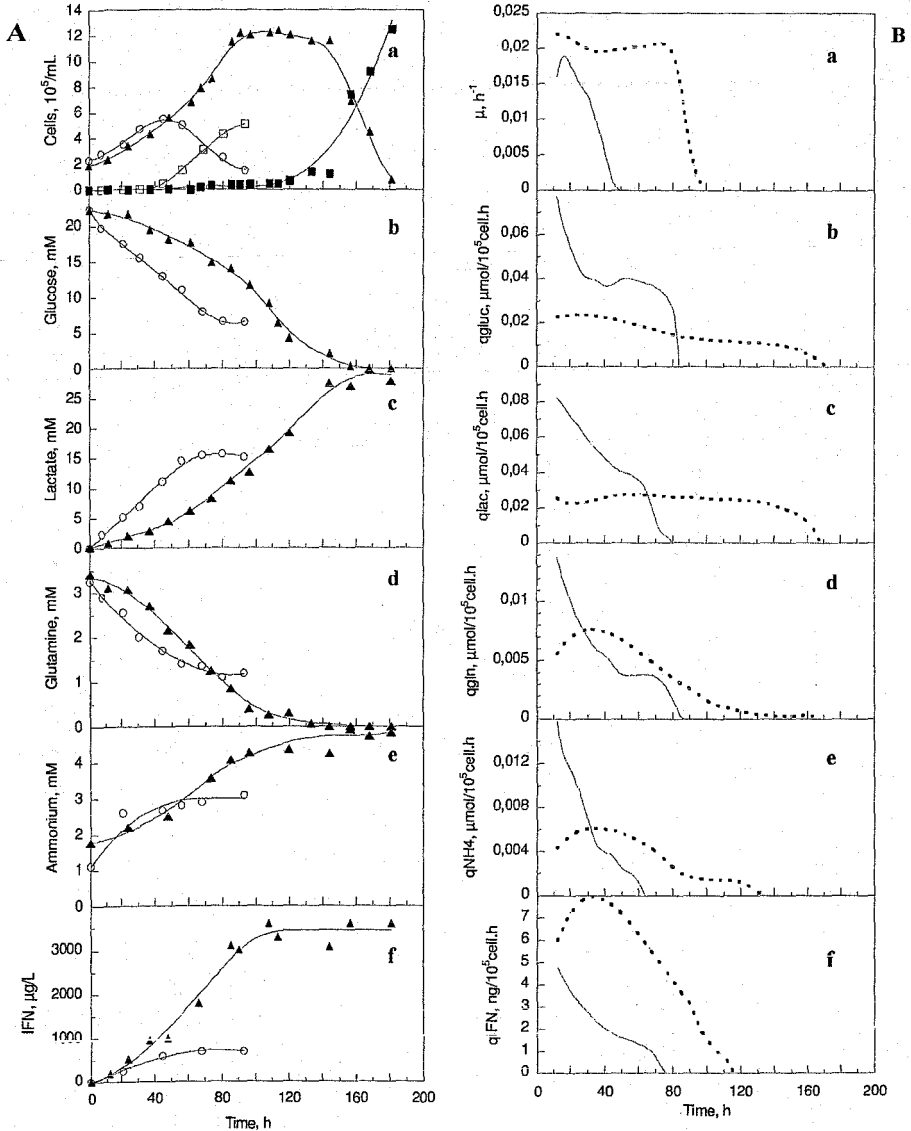 A
14
12
10
8
6
4
2
0
Cells, 10⁵/mL
a
20
15
10
5
0
Glucose, mM
b
25
20
15
10
5
0
Lactate, mM
c
3
2
1
0
Glutamine, mM
d
4
3
2
1
0
Ammonium, mM
e
3000
2000
1000
0
IFN, µg/L
f
0 40 80 120 160 200
Time, h
B
0,025
0,02
0,015
0,01
0,005
0
µ, h⁻¹
a
0,06
0,04
0,02
0
qgluc, µmol/10⁵cell.h
b
0,08
0,06
0,04
0,02
0
qlac, µmol/10⁵cell.h
c
0,01
0,005
0
qgln, µmol/10⁵cell.h
d
0,012
0,008
0,004
0
qNH4, µmol/10⁵cell.h
e
7
6
5
4
3
2
1
0
qIFN, ng/10⁵cell.h
f
0 40 80 120 160 200
Time, h